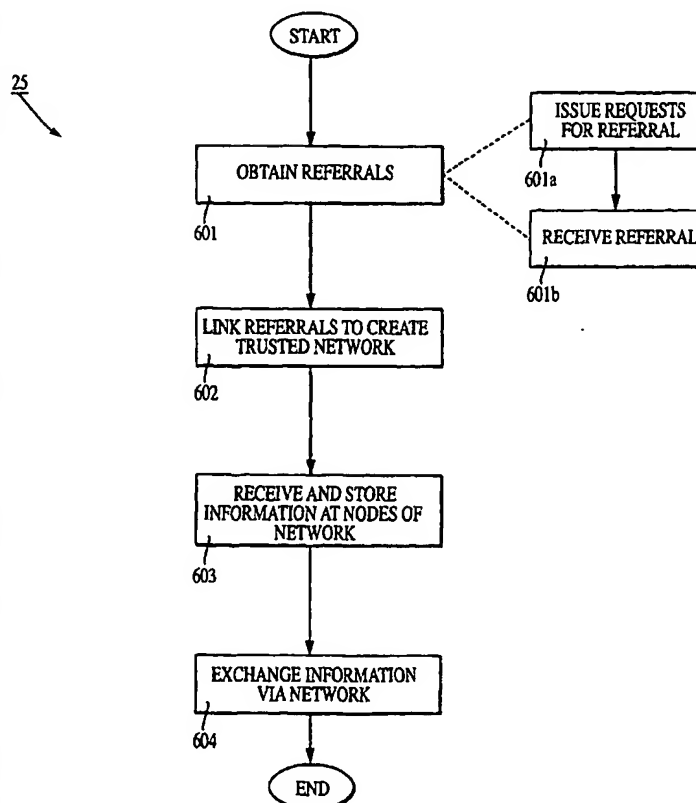 START
25
ISSUE REQUESTS
FOR REFERRAL
601a
OBTAIN REFERRALS
601
RECEIVE REFERRAL
601b
LINK REFERRALS TO CREATE
TRUSTED NETWORK
602
RECEIVE AND STORE
INFORMATION AT NODES OF
NETWORK
603
EXCHANGE INFORMATION
VIA NETWORK
604
END